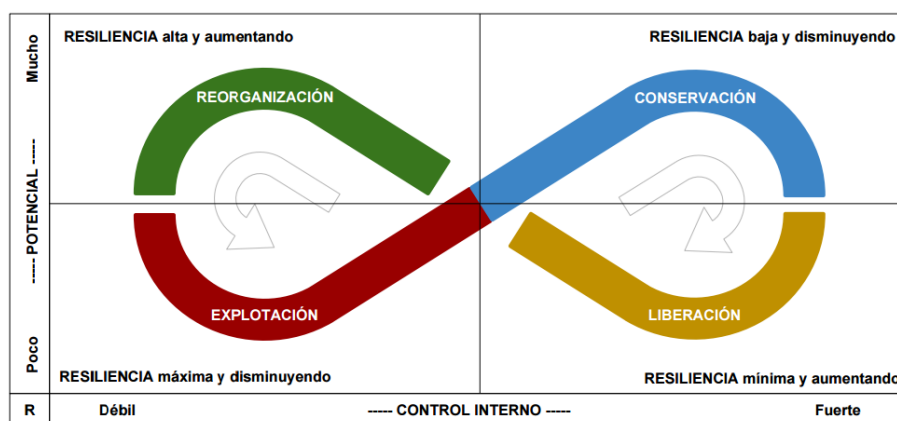 RESILIENCIA alta y aumentando
RESILIENCIA baja y disminuyendo
Mucho
REORGANIZACIÓN
CONSERVACIÓN
----- POTENCIAL -----
EXPLOTACIÓN
LIBERACIÓN
Poco
RESILIENCIA máxima y disminuyendo
RESILIENCIA mínima y aumentando
R
Débil
----- CONTROL INTERNO -----
Fuerte